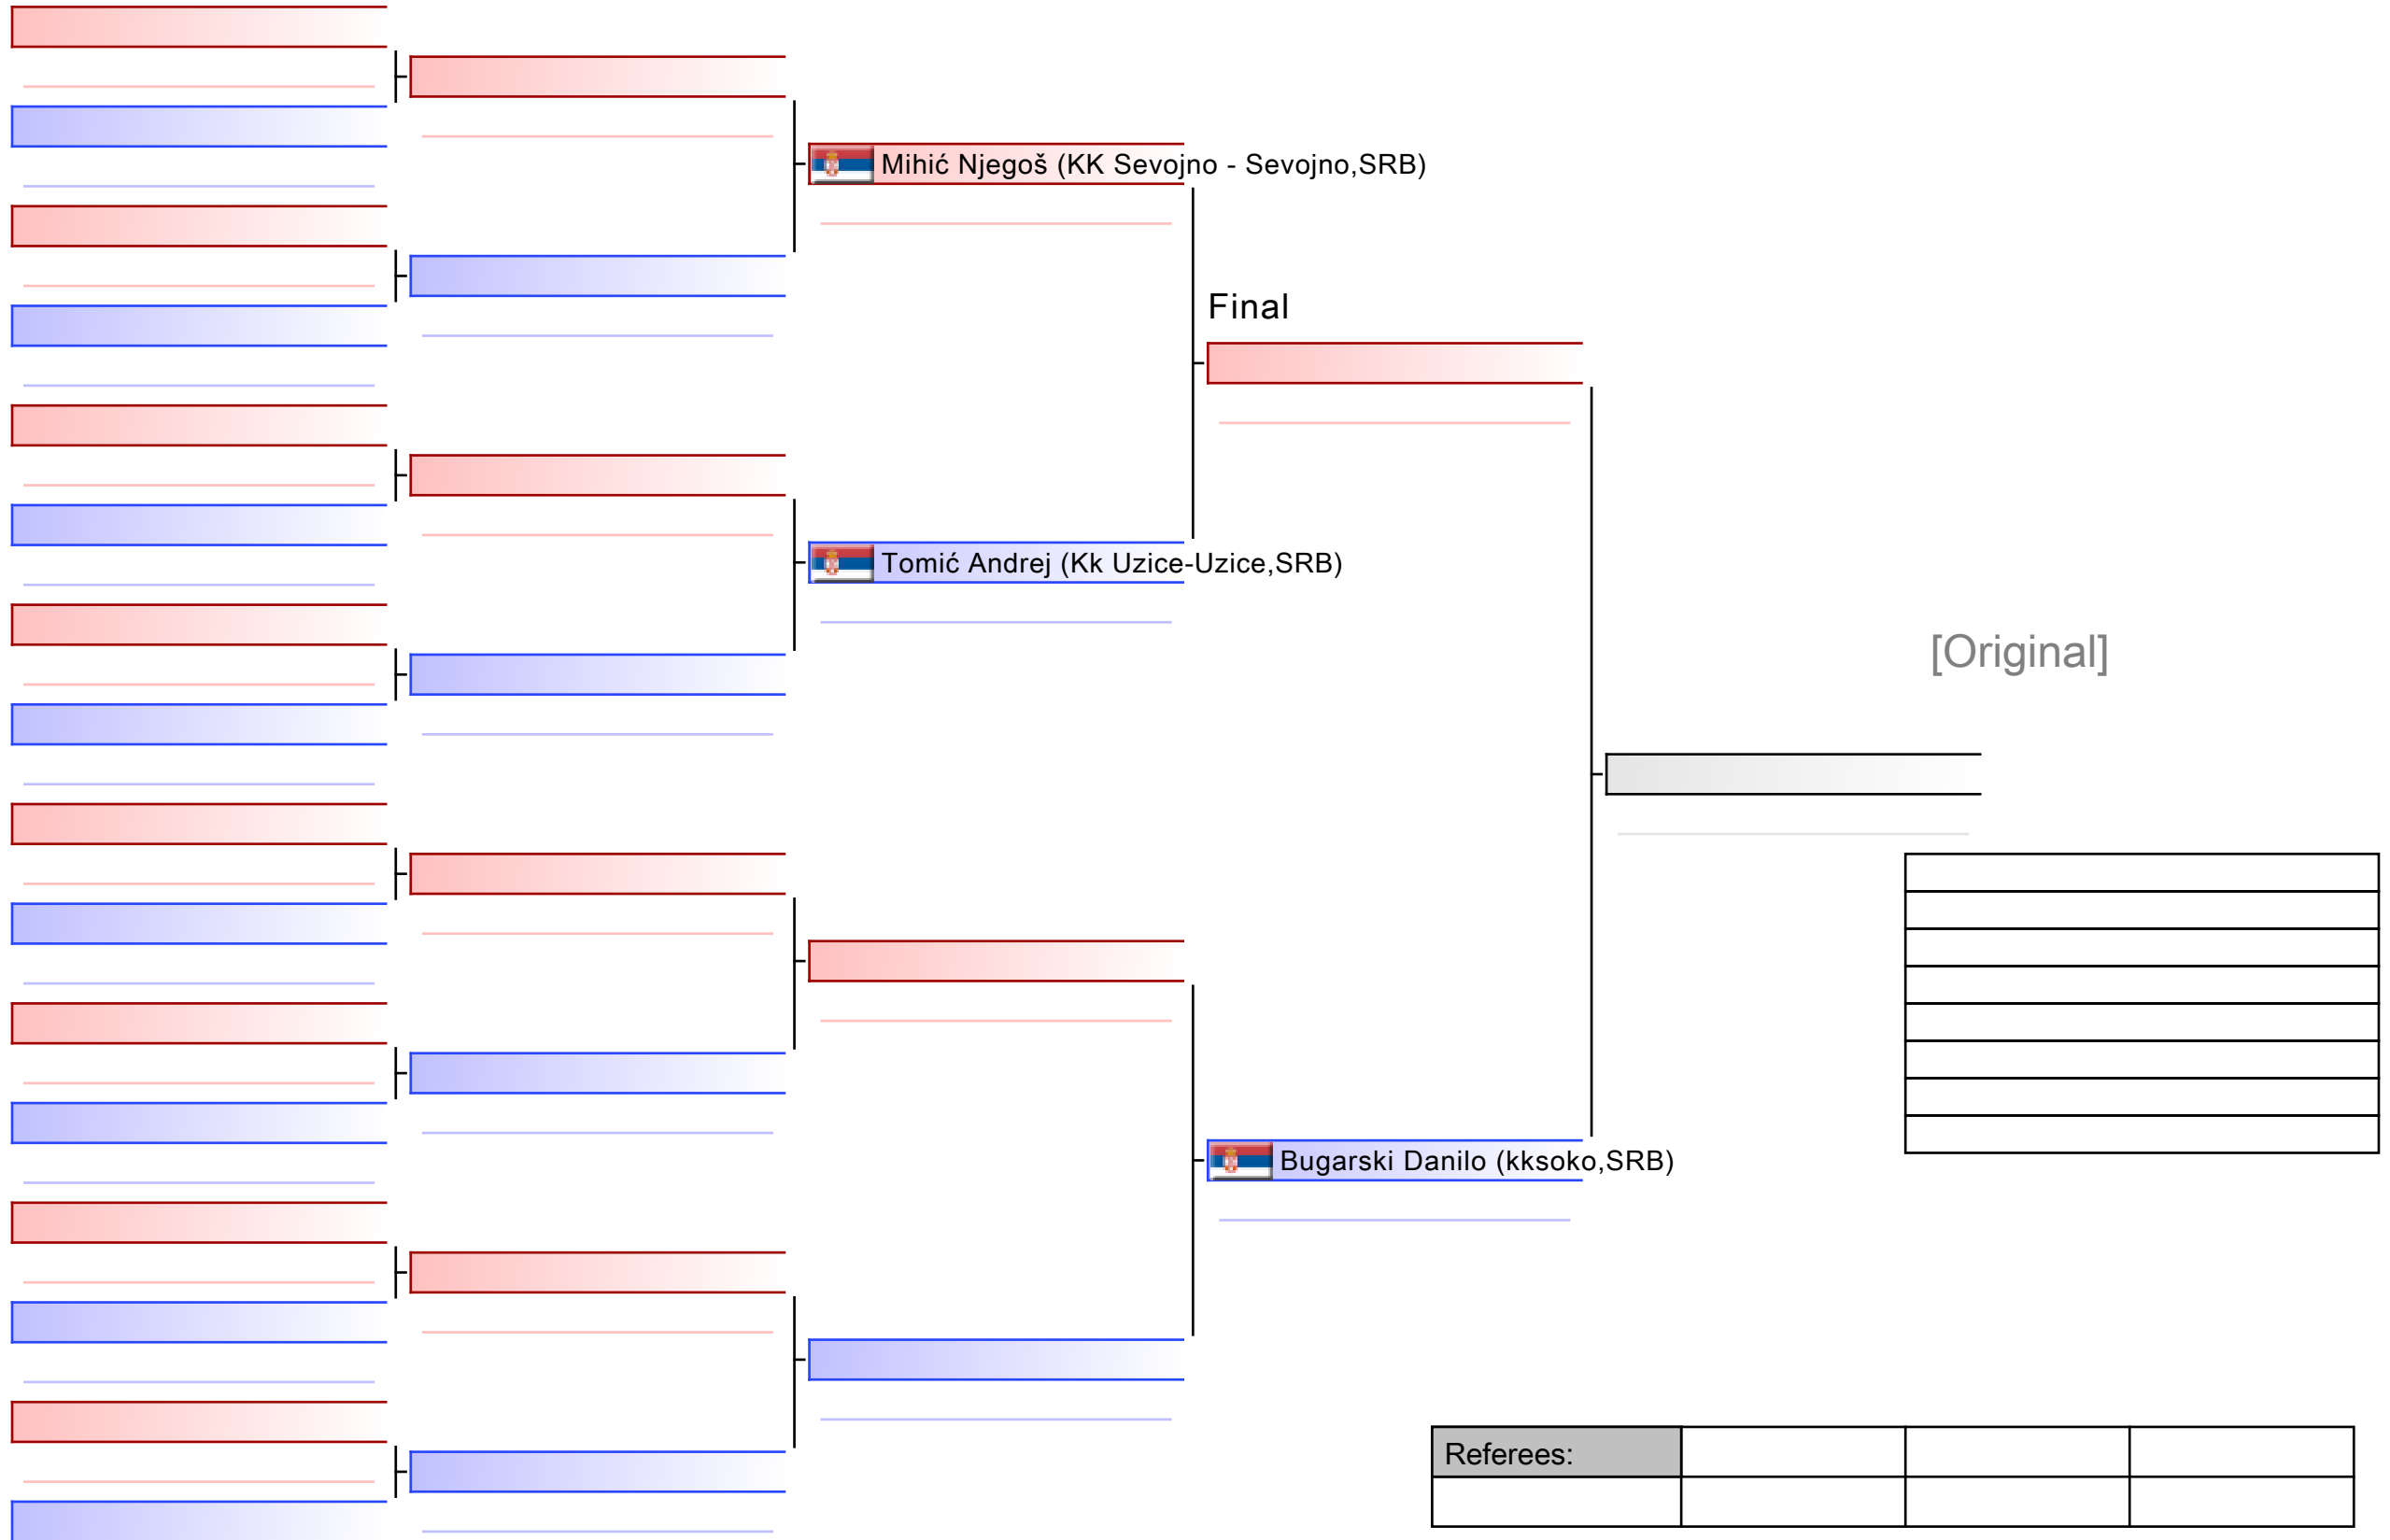 Mihić Njegoš (KK Sevojno - Sevojno,SRB)
Final
Tomić Andrej (Kk Uzice-Uzice,SRB)
[Original]
Bugarski Danilo (kksoko,SRB)
Referees: